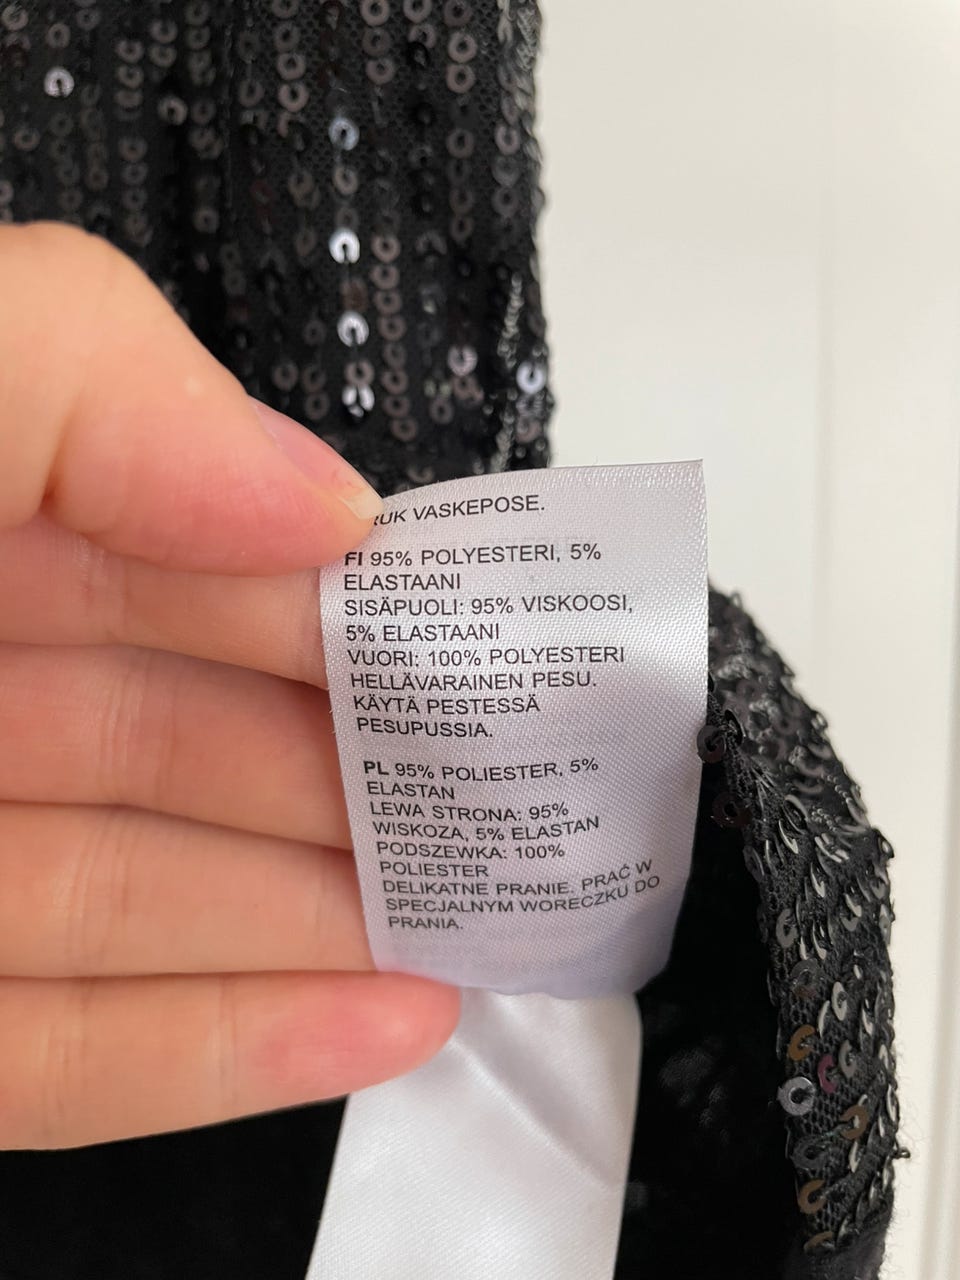 VASKEPOSE.
FI 95% POLYESTERI, 5%
ELASTAANI
SISÄPUOLI: 95% VISKOOSI,
5% ELASTAANI
VUORI: 100% POLYESTERI
HELLÄVARAINEN PESU.
KÄYTÄ PESTESSÄ
PESUPUSSIA.
PL 95% POLIESTER, 5%
ELASTAN
LEWA STRONA: 95%
WISKOZA, 5% ELASTAN
PODSZEWKA: 100%
POLIESTER
DELIKATNE PRANIE. PRAĆ W
SPECJALNYM WORECZKU DO
PRANIA.